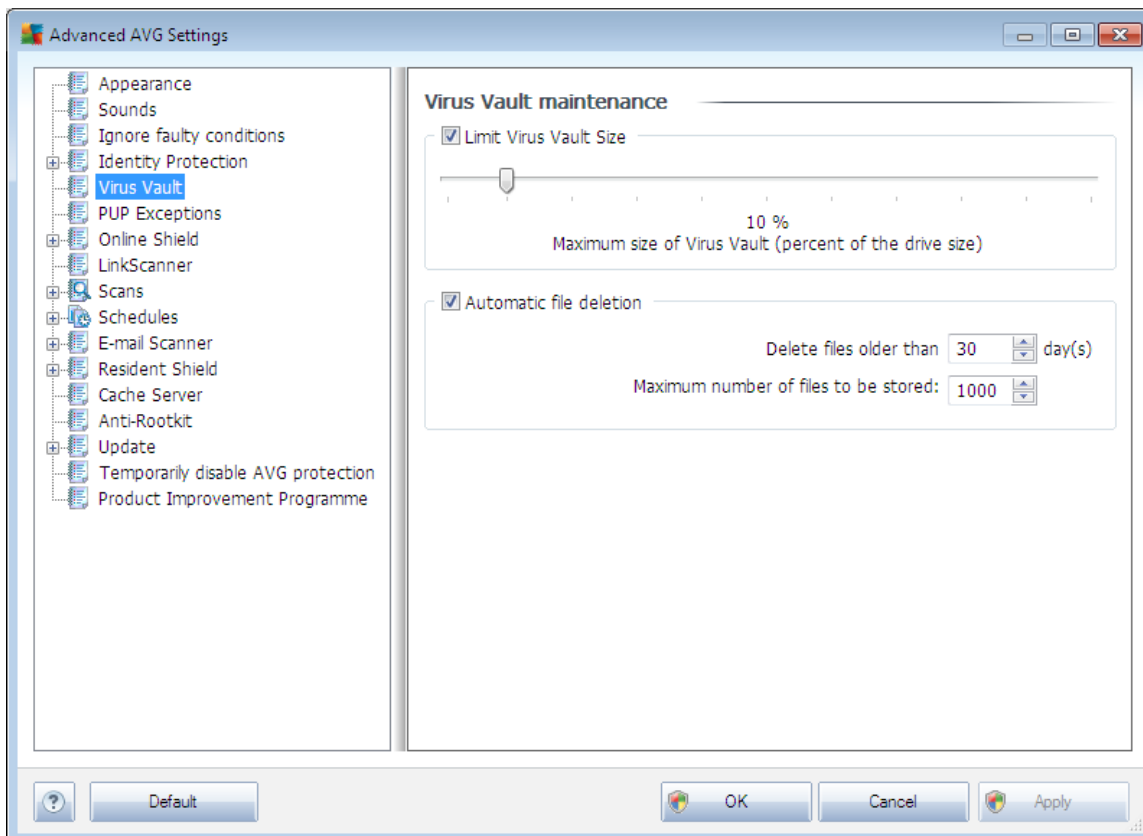 Advanced AVG Settings
Appearance
Sounds
Ignore faulty conditions
Identity Protection
Virus Vault
PUP Exceptions
Online Shield
LinkScanner
Scans
Schedules
E-mail Scanner
Resident Shield
Cache Server
Anti-Rootkit
Update
Temporarily disable AVG protection
Product Improvement Programme
Virus Vault maintenance
Limit Virus Vault Size
10 %
Maximum size of Virus Vault (percent of the drive size)
Automatic file deletion
Delete files older than 30 day(s)
Maximum number of files to be stored: 1000
? Default OK Cancel Apply